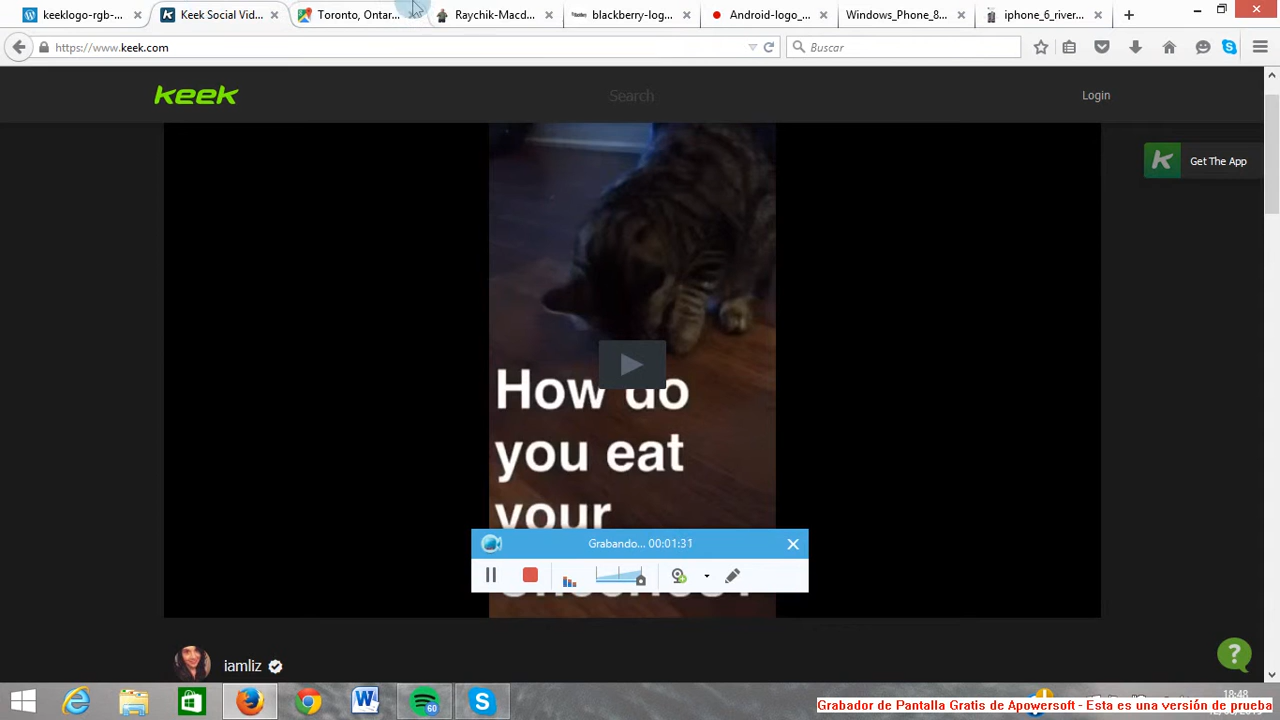 keeklogo-rgb-...
Keek Social Vid...
Toronto, Ontar...
Raychik-Macd...
blackberry-log...
Android-logo_...
Windows_Phone_8...
iphone_6_river...
https://www.keek.com
Buscar
keek
Search
Login
Get The App
How do
you eat
your
Grabando... 00:01:31
iamliz
18:48
Grabador de Pantalla Gratis de Apowersoft - Esta es una versión de prueba